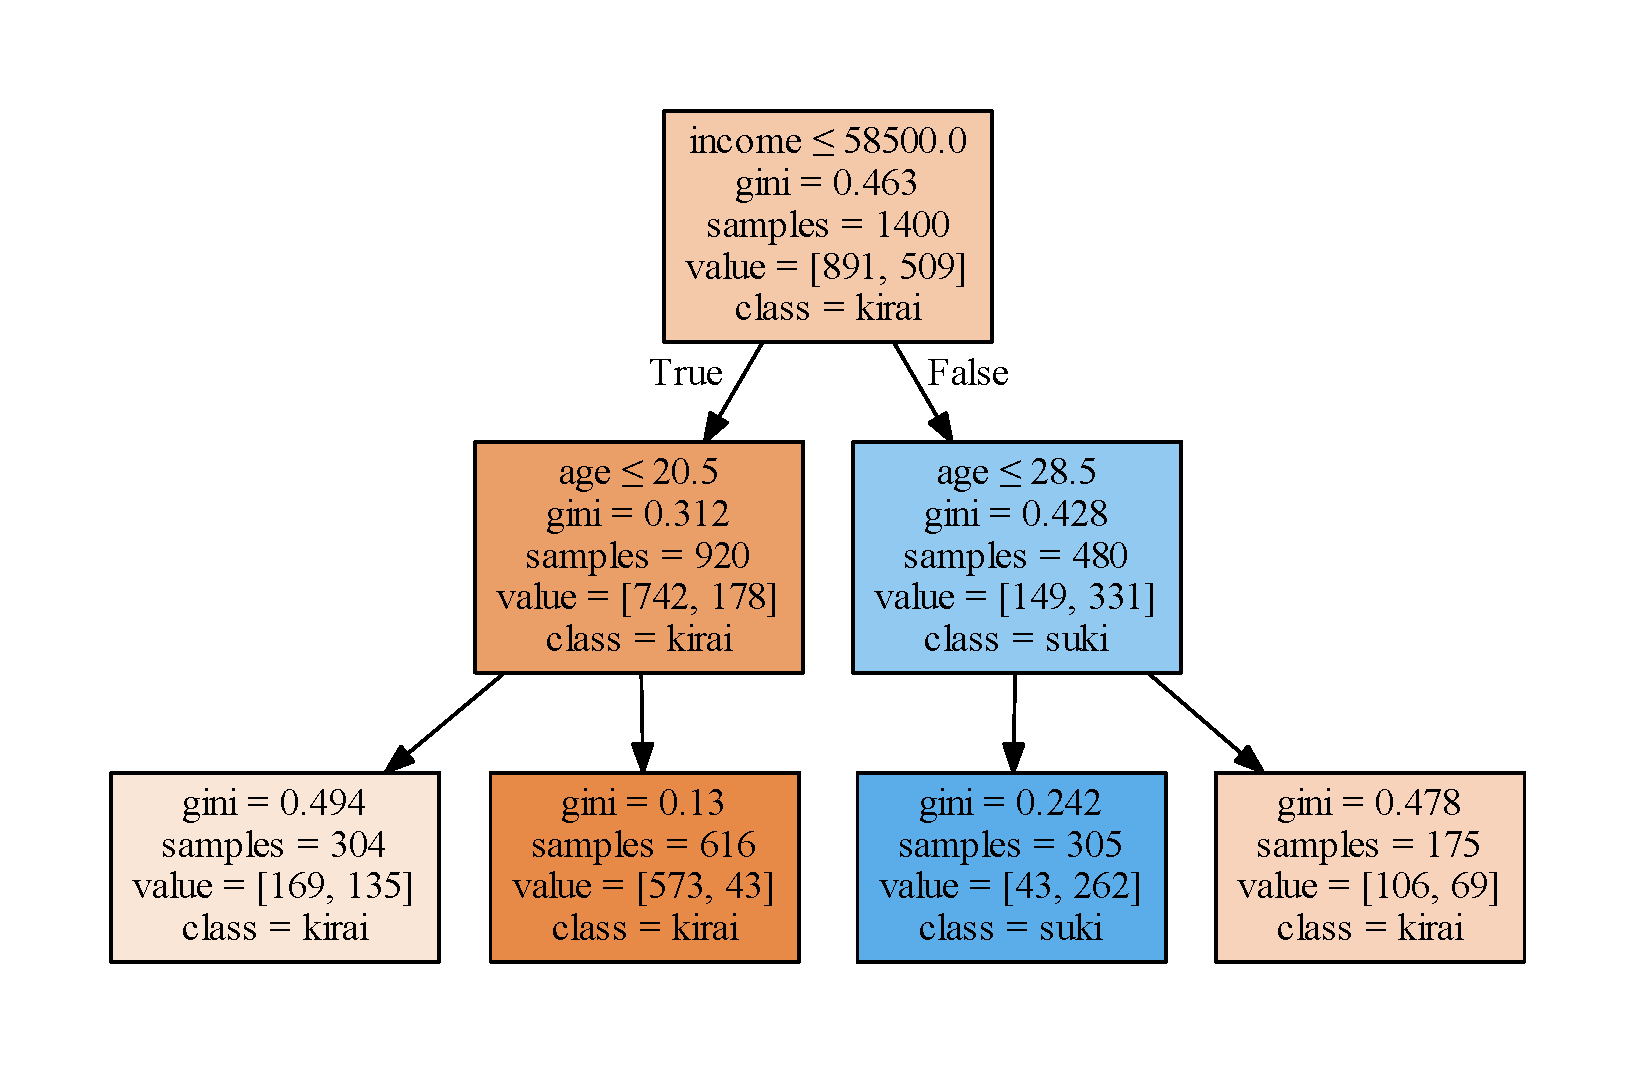 income ≤ 58500.0
gini = 0.463
samples = 1400
value = [891, 509]
class = kirai
True
False
age ≤ 20.5
gini = 0.312
samples = 920
value = [742, 178]
class = kirai
age ≤ 28.5
gini = 0.428
samples = 480
value = [149, 331]
class = suki
gini = 0.494
samples = 304
value = [169, 135]
class = kirai
gini = 0.13
samples = 616
value = [573, 43]
class = kirai
gini = 0.242
samples = 305
value = [43, 262]
class = suki
gini = 0.478
samples = 175
value = [106, 69]
class = kirai